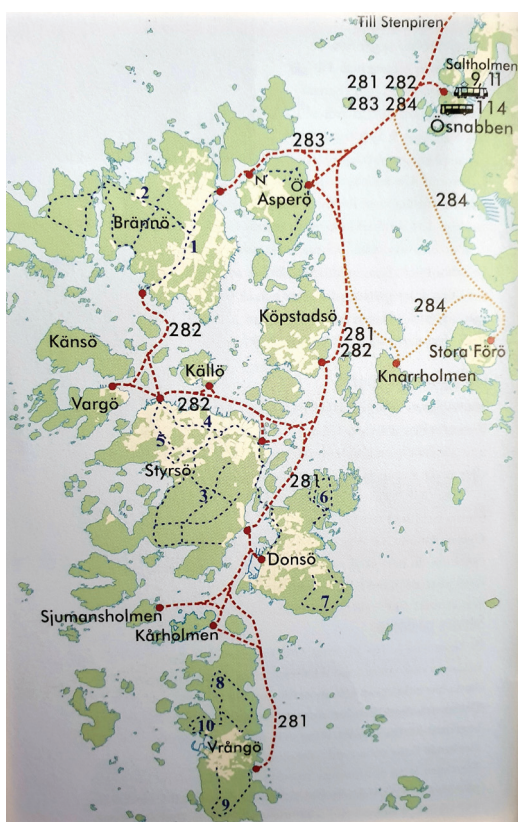 Till Stenpiren
Saltholmen
281 282
9, 11
283 284
114
Ösnabben
283
N
Ö
Asperö
2
Brännö
1
284
284
Köpstadsö
281
282
282
Känsö
Källö
Stora Förö
Knarrholmen
Vargö
282
4
5
Styrsö
281
3
6
Donsö
7
Sjumansholmen
Kårholmen
8
281
10
Vrångö
9